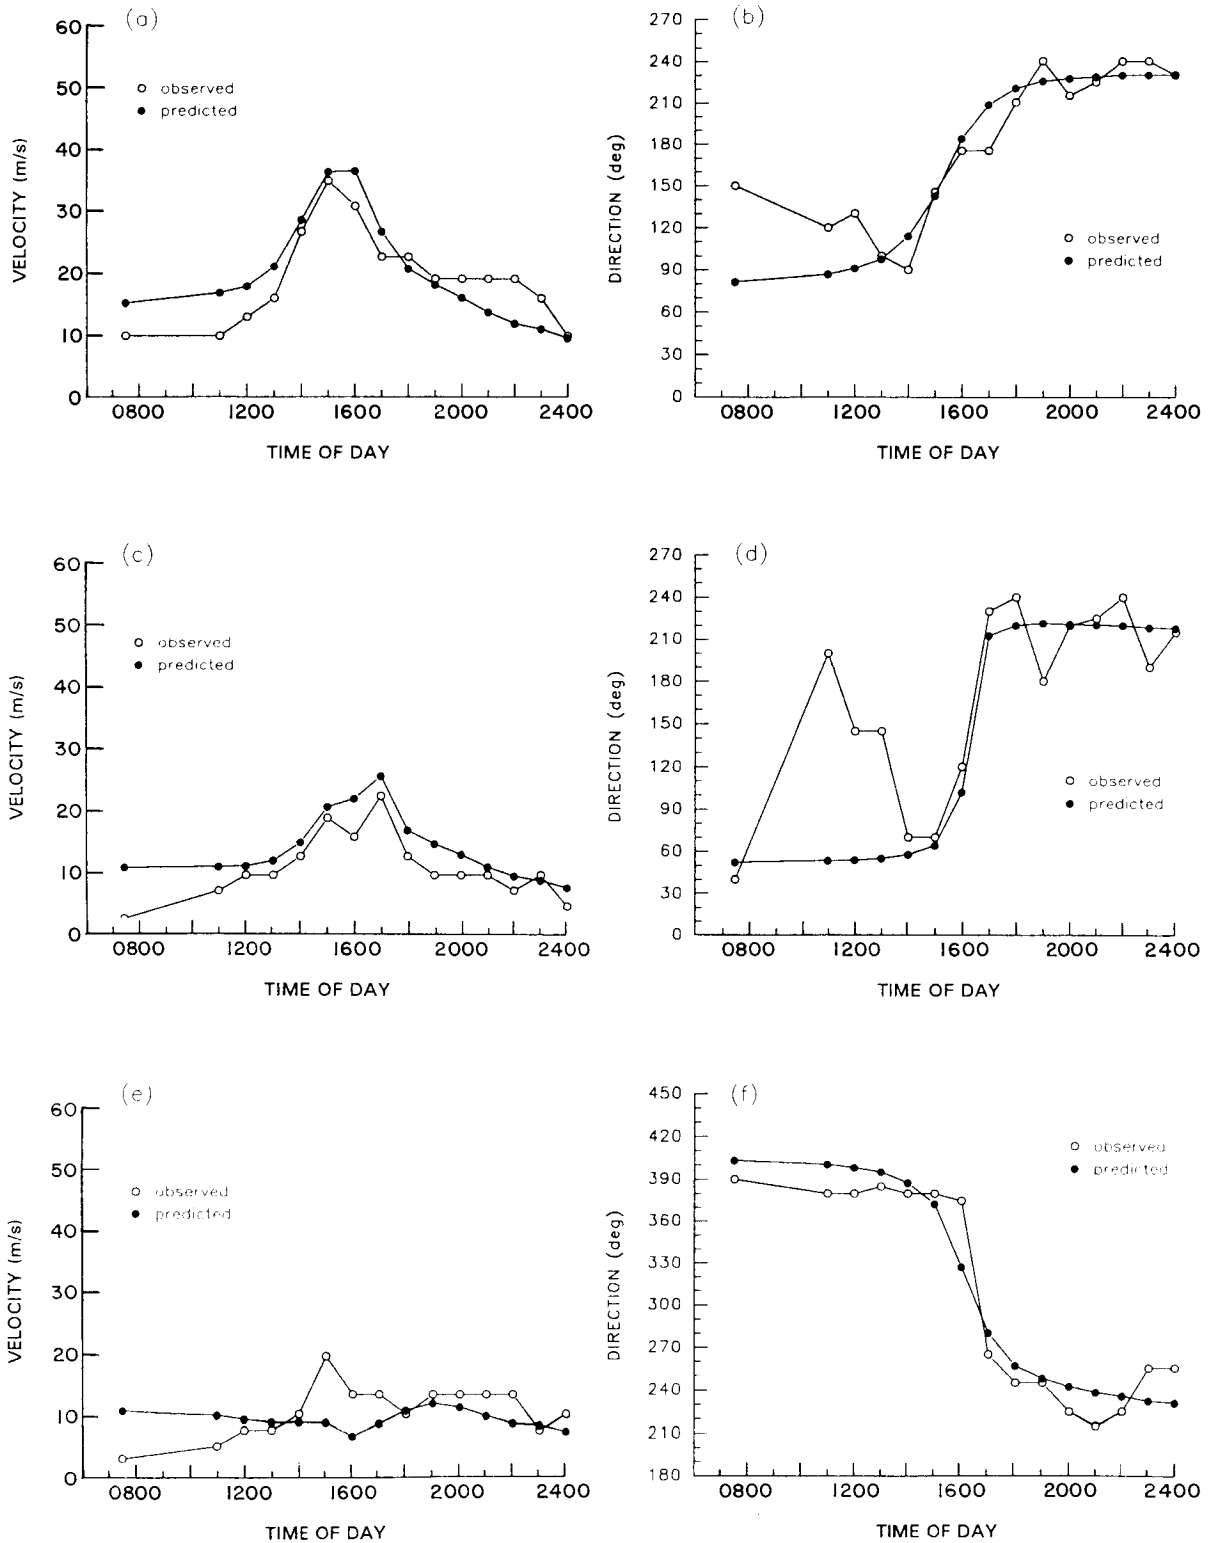 (a)
60
50
40
30
20
10
0
VELOCITY (m/s)
observed
predicted
0800 1200 1600 2000 2400
TIME OF DAY
(b)
270
240
210
180
150
120
90
60
30
0
DIRECTION (deg)
observed
predicted
0800 1200 1600 2000 2400
TIME OF DAY
(c)
60
50
40
30
20
10
0
VELOCITY (m/s)
observed
predicted
0800 1200 1600 2000 2400
TIME OF DAY
(d)
270
240
210
180
150
120
90
60
30
0
DIRECTION (deg)
observed
predicted
0800 1200 1600 2000 2400
TIME OF DAY
(e)
60
50
40
30
20
10
0
VELOCITY (m/s)
observed
predicted
0800 1200 1600 2000 2400
TIME OF DAY
(f)
450
420
390
360
330
300
270
240
210
180
DIRECTION (deg)
observed
predicted
0800 1200 1600 2000 2400
TIME OF DAY